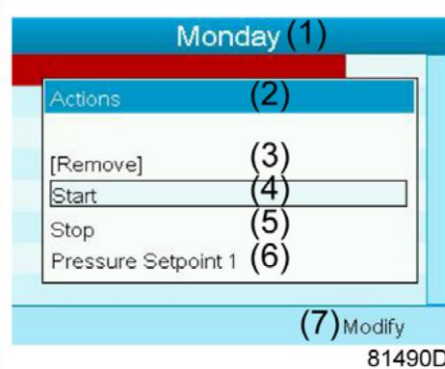 Monday (1)
Actions (2)
[Remove] (3)
Start (4)
Stop (5)
Pressure Setpoint 1 (6)
(7) Modify
81490D